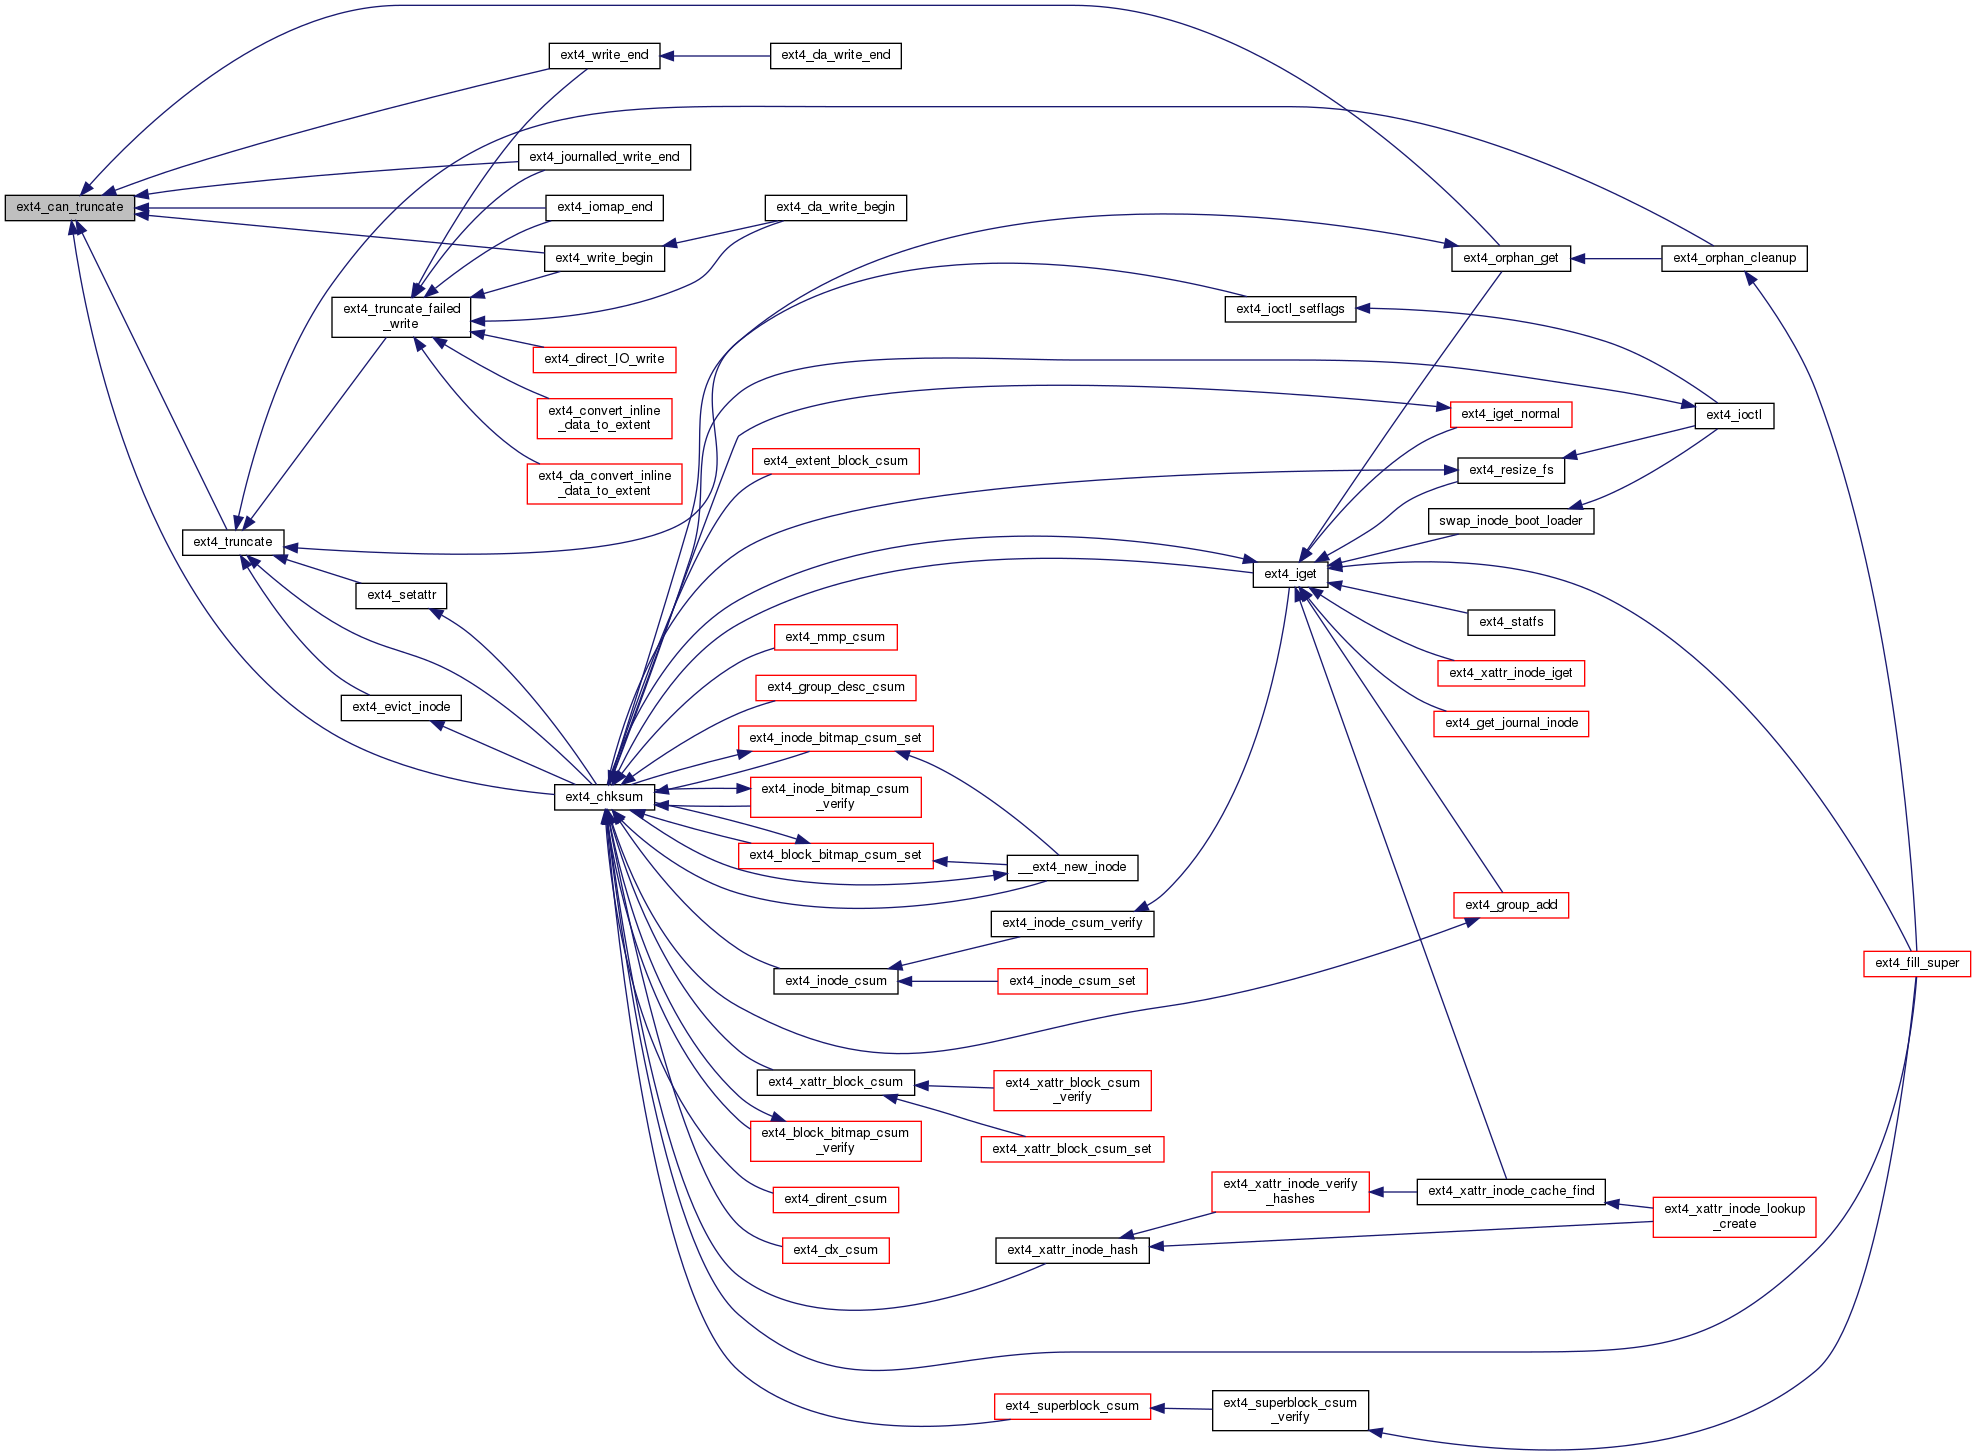 ext4_write_end
ext4_da_write_end
ext4_journalled_write_end
ext4_can_truncate
ext4_iomap_end
ext4_da_write_begin
ext4_write_begin
ext4_orphan_get
ext4_orphan_cleanup
ext4_truncate_failed
_write
ext4_ioctl_setflags
ext4_direct_IO_write
ext4_convert_inline
_data_to_extent
ext4_iget_normal
ext4_ioctl
ext4_extent_block_csum
ext4_resize_fs
ext4_da_convert_inline
_data_to_extent
swap_inode_boot_loader
ext4_truncate
ext4_iget
ext4_setattr
ext4_statfs
ext4_mmp_csum
ext4_xattr_inode_iget
ext4_group_desc_csum
ext4_evict_inode
ext4_get_journal_inode
ext4_inode_bitmap_csum_set
ext4_chksum
ext4_inode_bitmap_csum
_verify
ext4_block_bitmap_csum_set
__ext4_new_inode
ext4_group_add
ext4_inode_csum_verify
ext4_fill_super
ext4_inode_csum
ext4_inode_csum_set
ext4_xattr_block_csum
ext4_xattr_block_csum
_verify
ext4_block_bitmap_csum
_verify
ext4_xattr_block_csum_set
ext4_dirent_csum
ext4_xattr_inode_verify
_hashes
ext4_xattr_inode_cache_find
ext4_xattr_inode_lookup
_create
ext4_dx_csum
ext4_xattr_inode_hash
ext4_superblock_csum
ext4_superblock_csum
_verify